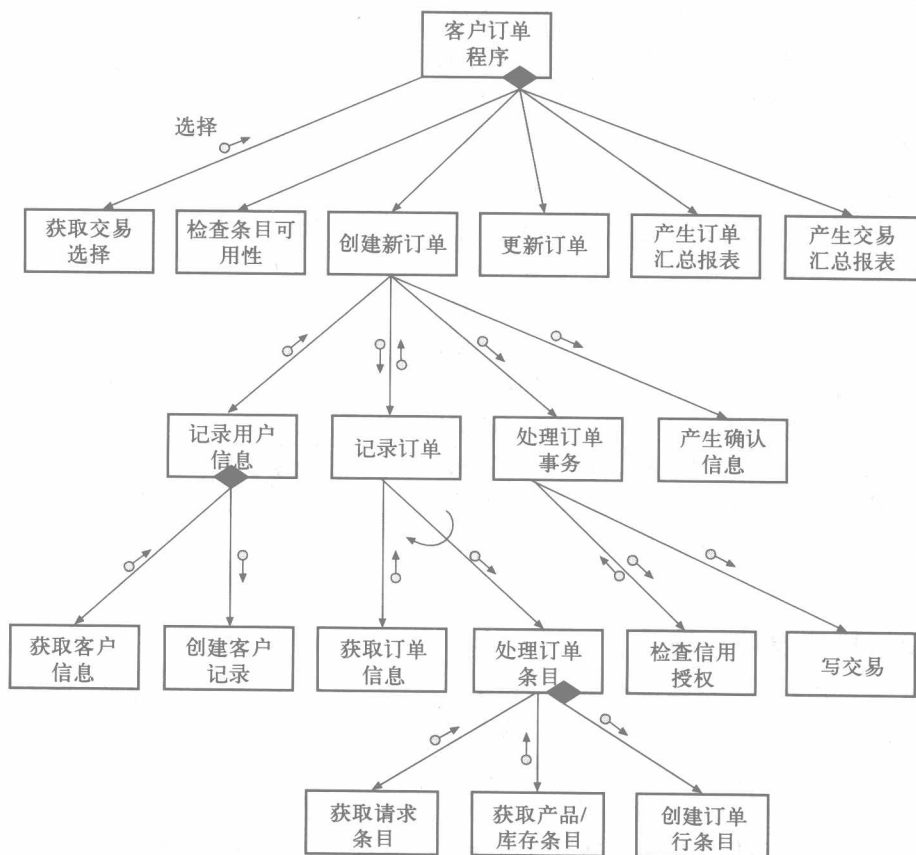 客户订单
程序
选择
获取交易
选择
检查条目可
用性
创建新订单
更新订单
产生订单
汇总报表
产生交易
汇总报表
记录用户
信息
记录订单
处理订单
事务
产生确认
信息
获取客户
信息
创建客户
记录
获取订单
信息
处理订单
条目
检查信用
授权
写交易
获取请求
条目
获取产品/
库存条目
创建订单
行条目